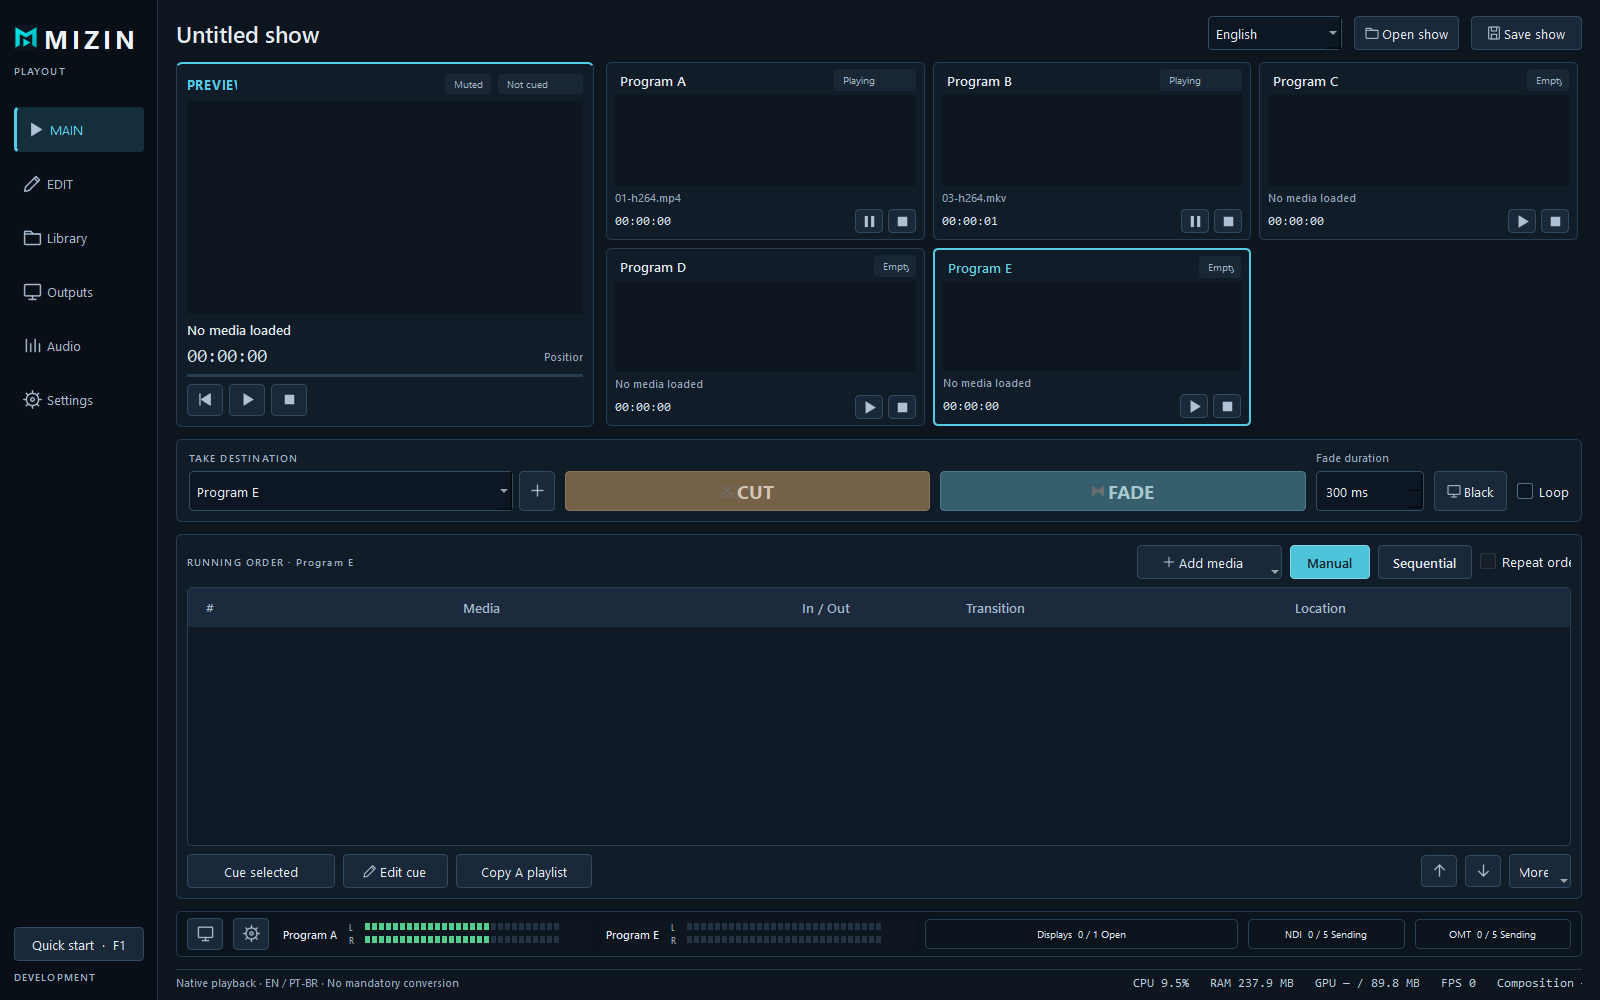 MIZIN
PLAYOUT
MAIN
EDIT
Library
Outputs
Audio
Settings
Quick start · F1
DEVELOPMENT
Untitled show
English
Open show
Save show
PREVIEW
Muted
Not cued
No media loaded
00:00:00
Position
Program A
Playing
01-h264.mp4
00:00:00
Program B
Playing
03-h264.mkv
00:00:01
Program C
Empty
No media loaded
00:00:00
Program D
Empty
No media loaded
00:00:00
Program E
Empty
No media loaded
00:00:00
TAKE DESTINATION
Program E
CUT
FADE
Fade duration
300 ms
Black
Loop
RUNNING ORDER · Program E
Add media
Manual
Sequential
Repeat orde
# Media In / Out Transition Location
Cue selected
Edit cue
Copy A playlist
More
Program A
L
R
Program E
L
R
Displays 0 / 1 Open
NDI 0 / 5 Sending
OMT 0 / 5 Sending
Native playback · EN / PT-BR · No mandatory conversion
CPU 9.5% RAM 237.9 MB GPU — / 89.8 MB FPS 0 Composition